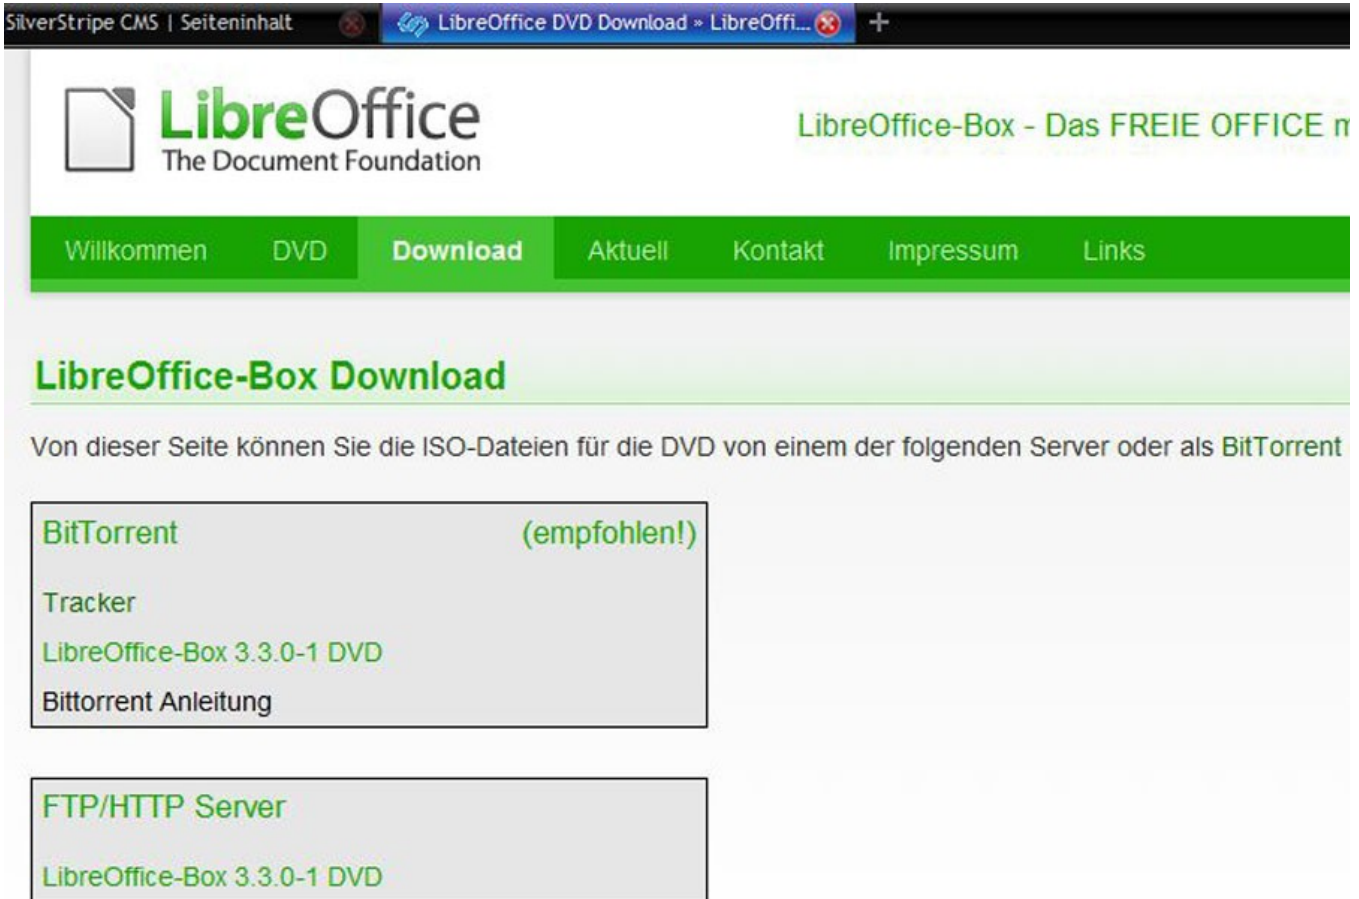 SilverStripe CMS | Seiteninhalt
LibreOffice DVD Download » LibreOffi...
LibreOffice
The Document Foundation
LibreOffice-Box - Das FREIE OFFICE
Willkommen DVD Download Aktuell Kontakt Impressum Links
LibreOffice-Box Download
Von dieser Seite können Sie die ISO-Dateien für die DVD von einem der folgenden Server oder als BitTorrent
BitTorrent (empfohlen!)
Tracker
LibreOffice-Box 3.3.0-1 DVD
Bittorrent Anleitung
FTP/HTTP Server
LibreOffice-Box 3.3.0-1 DVD